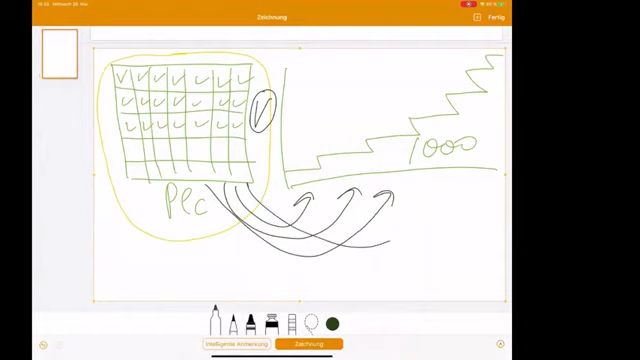 Zeichnung
Fertig
Plc
1000
Intelligente Anmerkung
Zeichnung